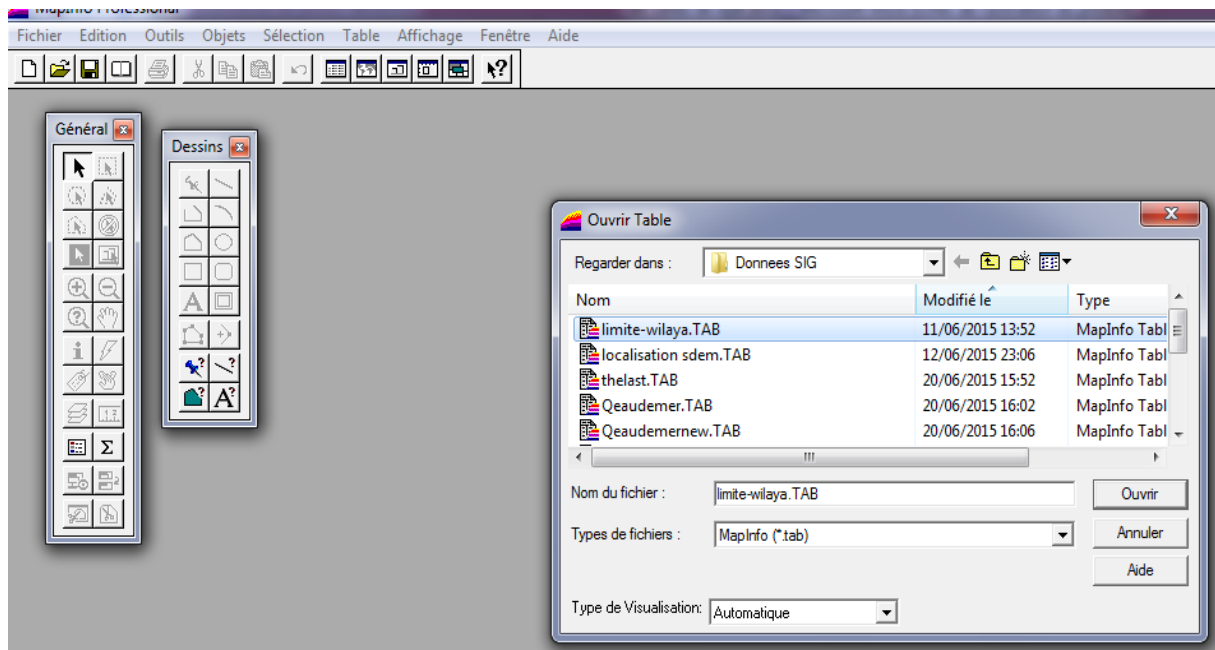 MapInfo Professional
Fichier Edition Outils Objets Sélection Table Affichage Fenêtre Aide
Général
Dessins
Ouvrir Table
Regarder dans : Donnees SIG
Nom Modifié le Type
limite-wilaya.TAB 11/06/2015 13:52 MapInfo Tabl
localisation sdem.TAB 12/06/2015 23:06 MapInfo Tabl
thelast.TAB 20/06/2015 15:52 MapInfo Tabl
Qeaudemer.TAB 20/06/2015 16:02 MapInfo Tabl
Qeaudemernew.TAB 20/06/2015 16:06 MapInfo Tabl
Nom du fichier : limite-wilaya.TAB Ouvrir
Types de fichiers : MapInfo (*.tab) Annuler
Aide
Type de Visualisation: Automatique